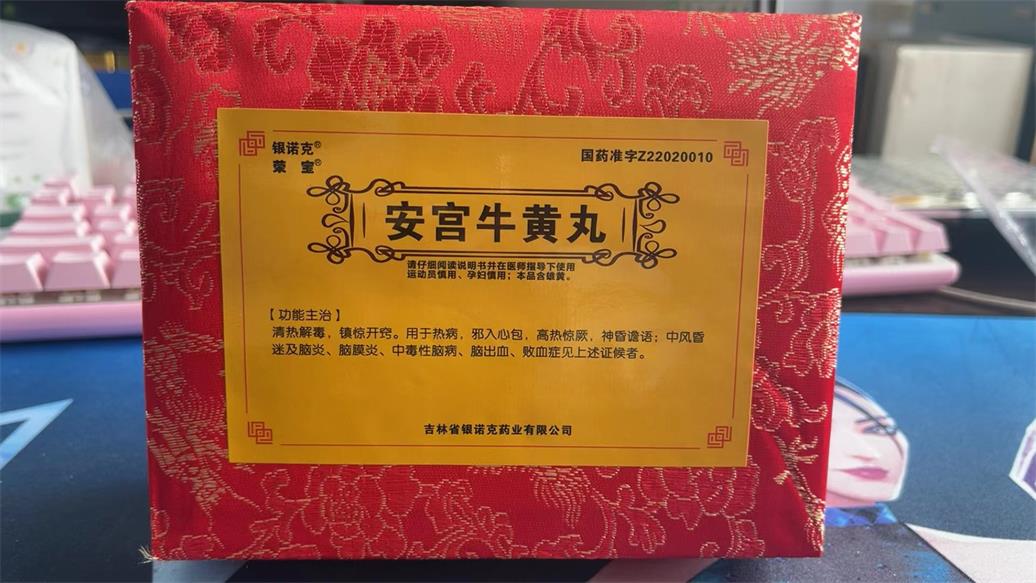 银诺克®
荣宝®
国药准字Z22020010
安宫牛黄丸
请仔细阅读说明书并在医师指导下使用
运动员慎用、孕妇慎用；本品含雄黄。
【功能主治】
清热解毒，镇惊开窍。用于热病，邪入心包，高热惊厥，神昏谵语；中风昏
迷及脑炎、脑膜炎、中毒性脑病、脑出血、败血症见上述证候者。
吉林省银诺克药业有限公司